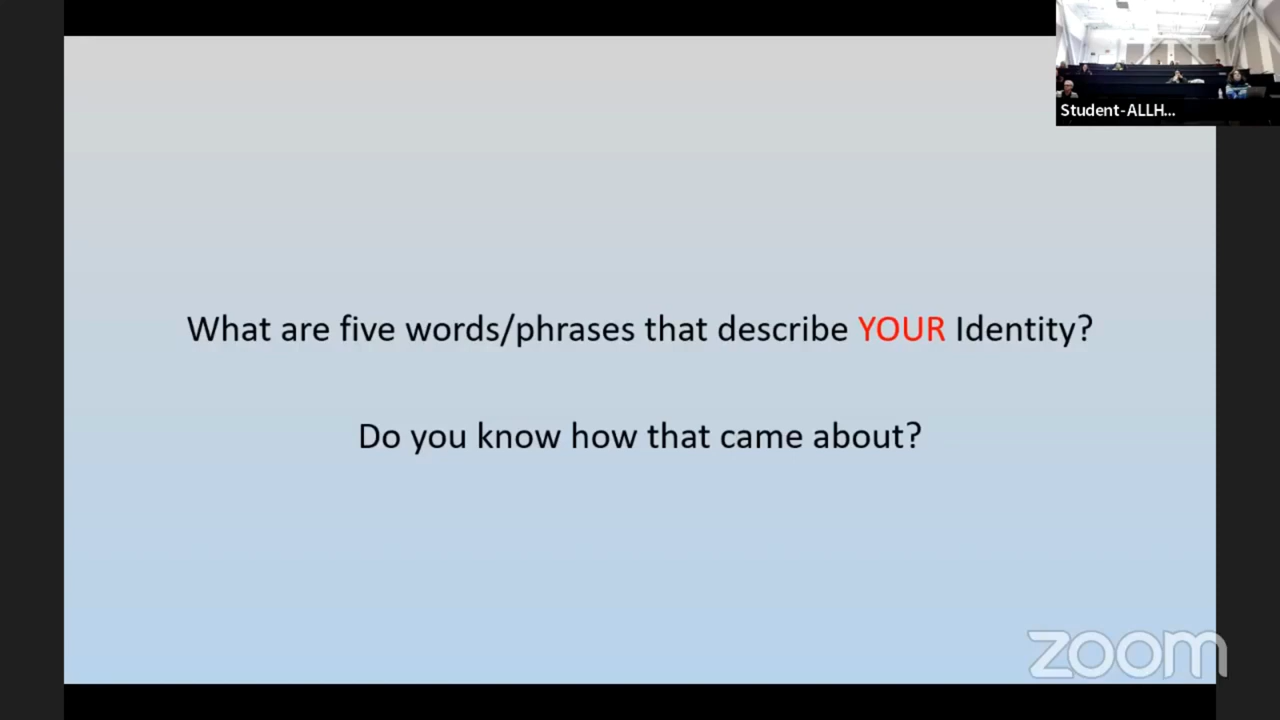 Student-ALLH...
What are five words/phrases that describe YOUR Identity?
Do you know how that came about?
zoom